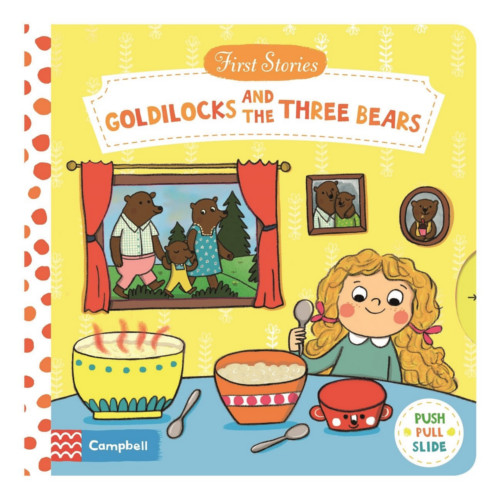 First Stories
GOLDILOCKS AND THE THREE BEARS
Campbell
PUSH
PULL
SLIDE